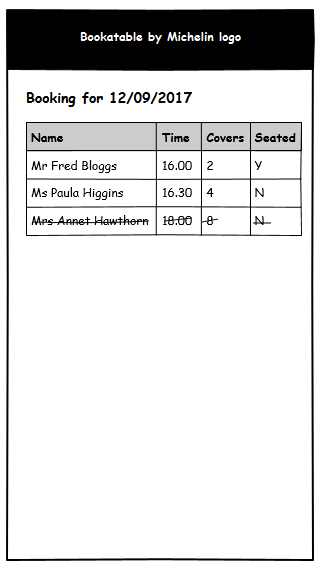 Bookatable by Michelin logo
Booking for 12/09/2017
Name Time Covers Seated
Mr Fred Bloggs 16.00 2 Y
Ms Paula Higgins 16.30 4 N
Mrs Annet Hawthorn 18.00 8 N